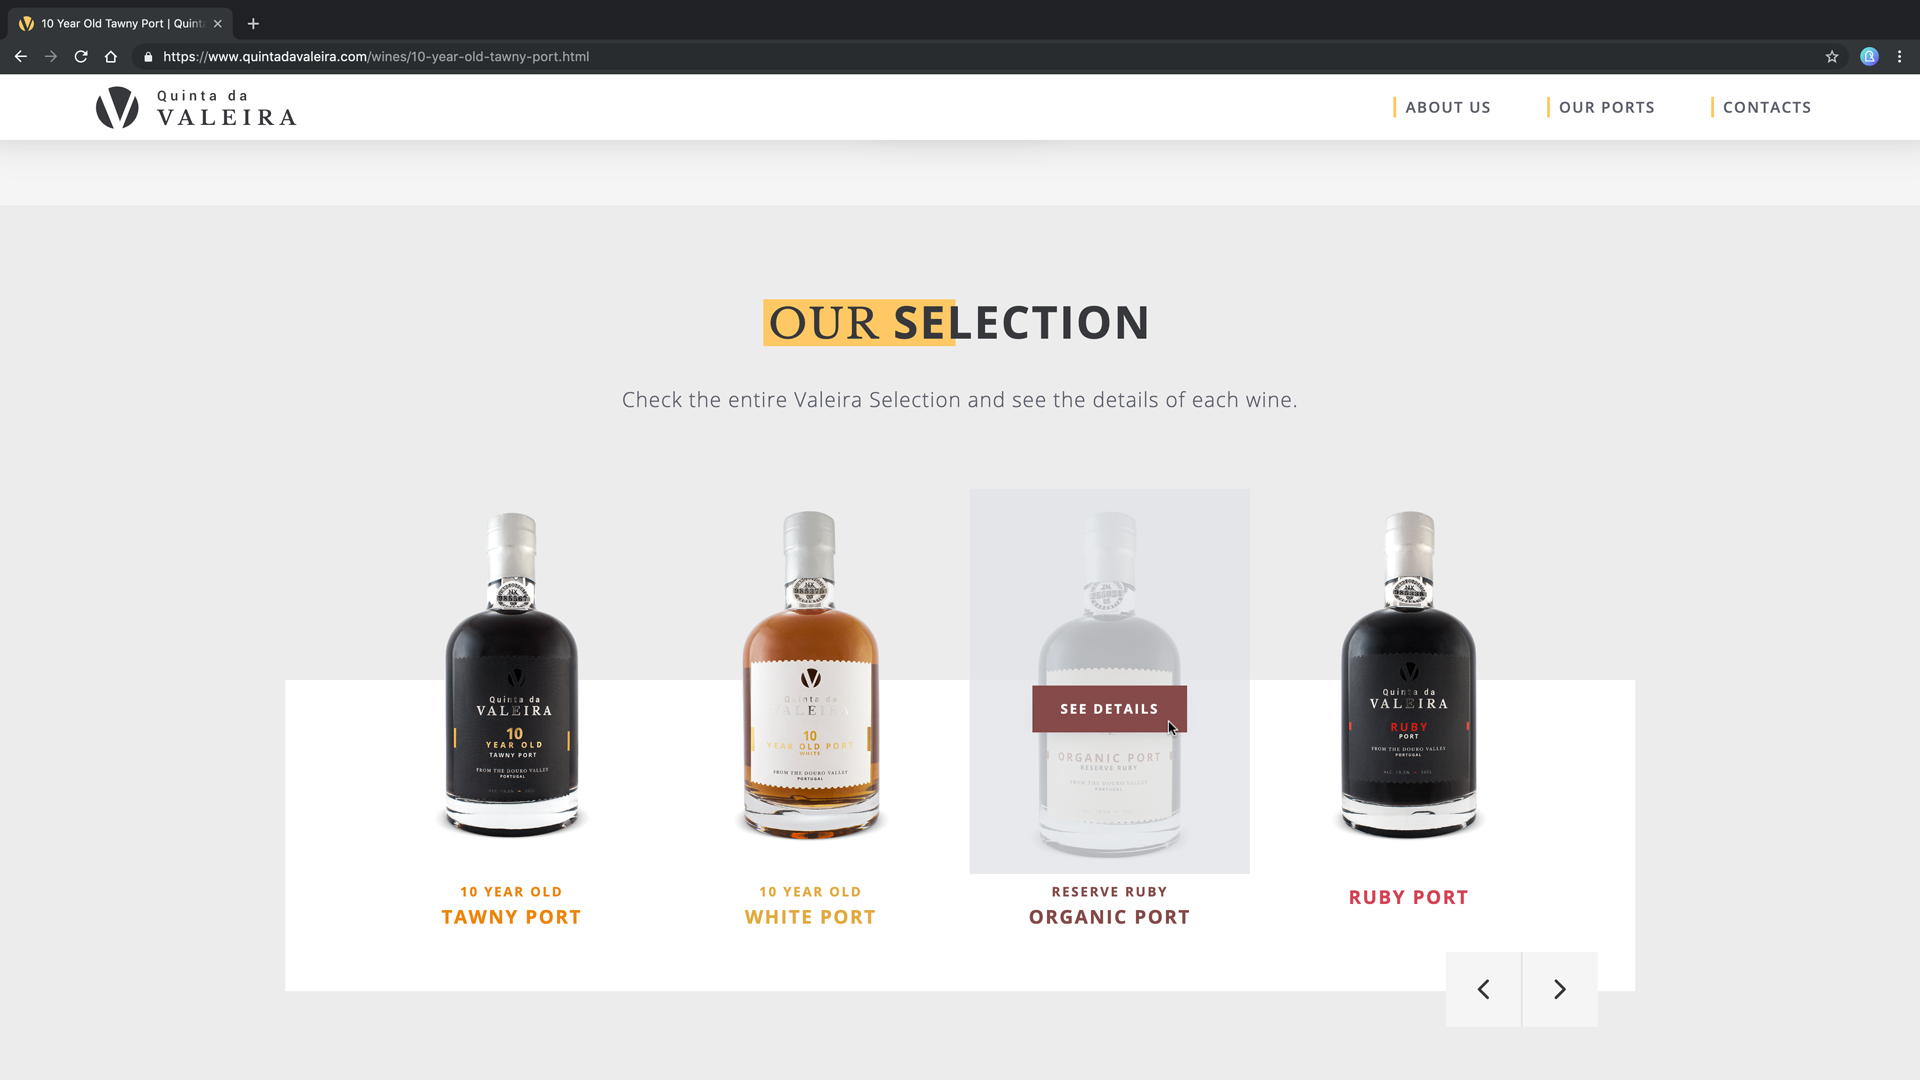 10 Year Old Tawny Port | Quint
https://www.quintadavaleira.com/wines/10-year-old-tawny-port.html
Quinta da
VALEIRA
ABOUT US
OUR PORTS
CONTACTS
OUR SELECTION
Check the entire Valeira Selection and see the details of each wine.
Quinta da
VALEIRA
10
YEAR OLD
TAWNY PORT
FROM THE DOURO VALLEY
PORTUGAL
Quinta da
VALEIRA
10
YEAR OLD PORT
WHITE
FROM THE DOURO VALLEY
PORTUGAL
SEE DETAILS
ORGANIC PORT
RESERVE RUBY
FROM THE DOURO VALLEY
PORTUGAL
Quinta da
VALEIRA
RUBY
PORT
FROM THE DOURO VALLEY
PORTUGAL
10 YEAR OLD
TAWNY PORT
10 YEAR OLD
WHITE PORT
RESERVE RUBY
ORGANIC PORT
RUBY PORT